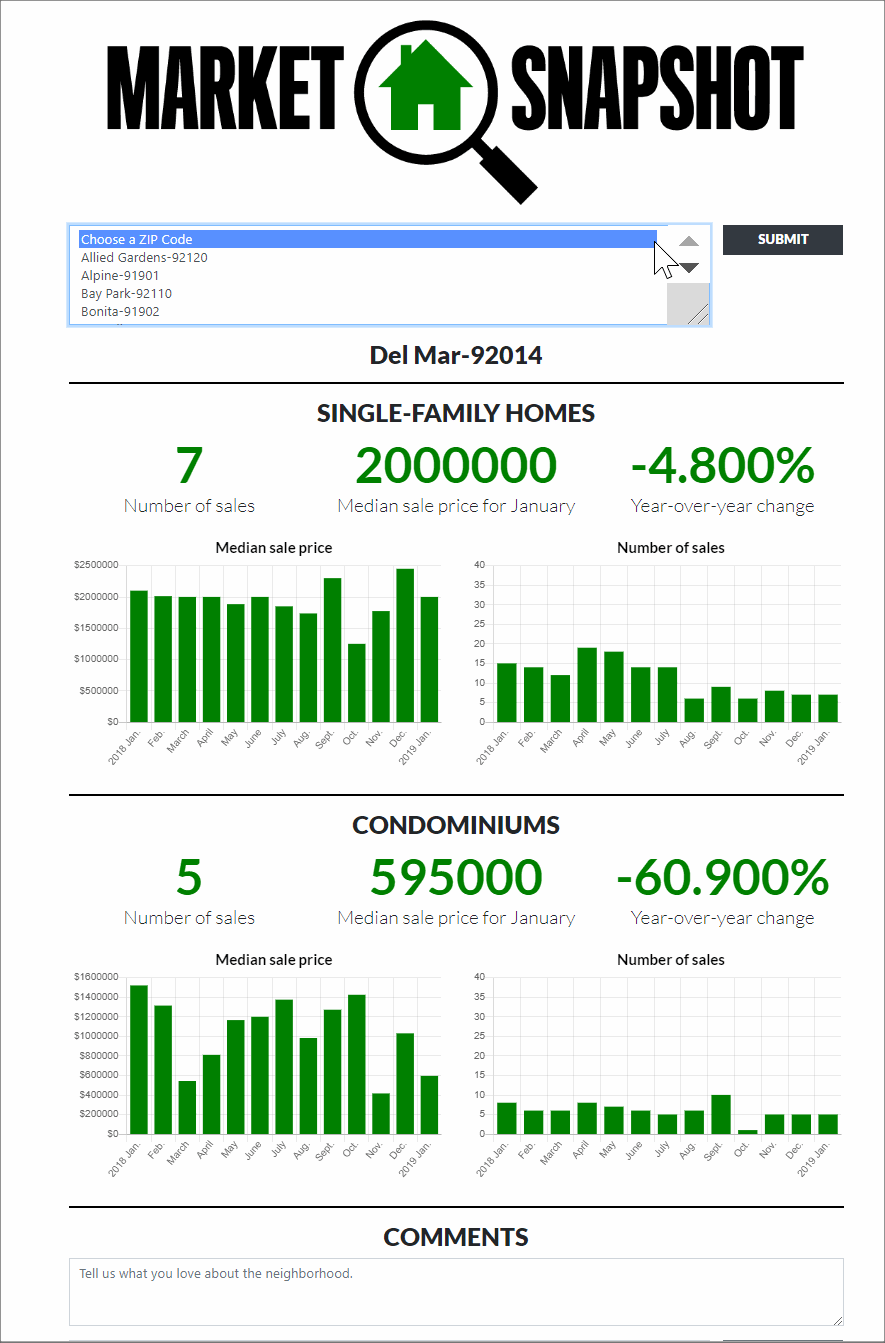 MARKET SNAPSHOT
Choose a ZIP Code
Allied Gardens-92120
Alpine-91901
Bay Park-92110
Bonita-91902
SUBMIT
Del Mar-92014
SINGLE-FAMILY HOMES
7 2000000 -4.800%
Number of sales Median sale price for January Year-over-year change
Median sale price
$2500000
$2000000
$1500000
$1000000
$500000
$0
2018 Jan. Feb. March April May June July Aug. Sept. Oct. Nov. Dec. 2019 Jan.
Number of sales
40
35
30
25
20
15
10
5
0
2018 Jan. Feb. March April May June July Aug. Sept. Oct. Nov. Dec. 2019 Jan.
CONDOMINIUMS
5 595000 -60.900%
Number of sales Median sale price for January Year-over-year change
Median sale price
$1600000
$1400000
$1200000
$1000000
$800000
$600000
$400000
$200000
$0
2018 Jan. Feb. March April May June July Aug. Sept. Oct. Nov. Dec. 2019 Jan.
Number of sales
40
35
30
25
20
15
10
5
0
2018 Jan. Feb. March April May June July Aug. Sept. Oct. Nov. Dec. 2019 Jan.
COMMENTS
Tell us what you love about the neighborhood.